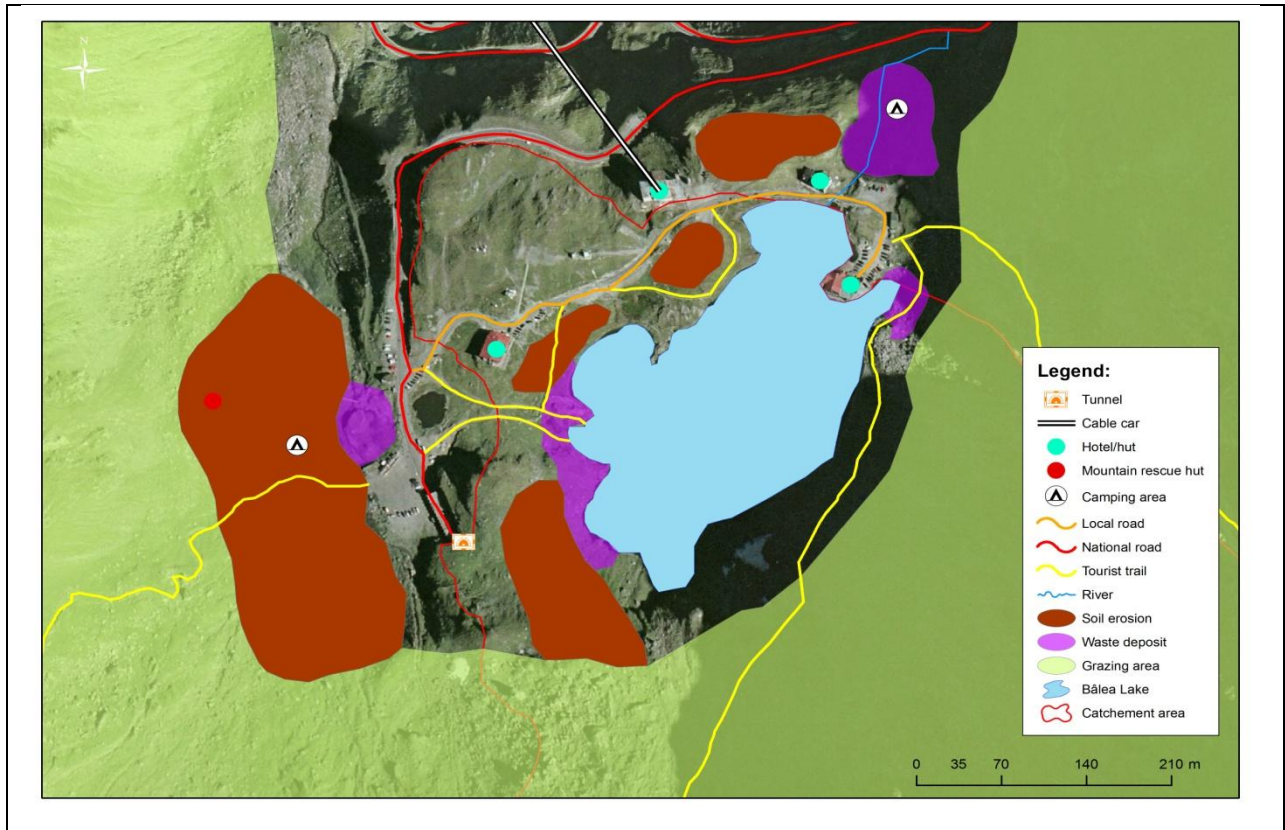 N
Legend:
Tunnel
Cable car
Hotel/hut
Mountain rescue hut
Camping area
Local road
National road
Tourist trail
River
Soil erosion
Waste deposit
Grazing area
Bâlea Lake
Catchement area
0 35 70 140 210 m